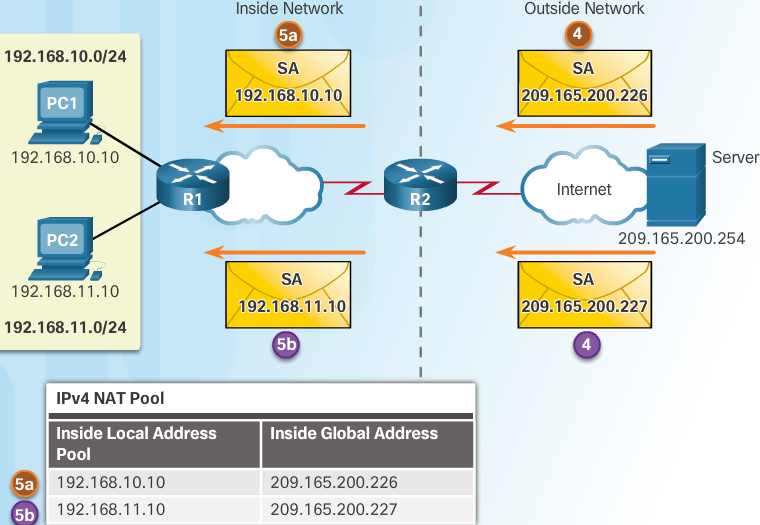 Inside Network
Outside Network
5a
4
192.168.10.0/24
SA
192.168.10.10
SA
209.165.200.226
PC1
192.168.10.10
R1
R2
Internet
Server
209.165.200.254
PC2
192.168.11.10
192.168.11.0/24
SA
192.168.11.10
SA
209.165.200.227
5b
4
IPv4 NAT Pool
Inside Local Address
Pool
Inside Global Address
5a
192.168.10.10
209.165.200.226
5b
192.168.11.10
209.165.200.227